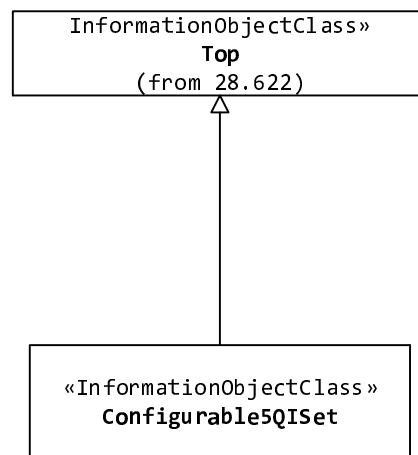 InformationObjectClass»
Top
(from 28.622)
«InformationObjectClass»
Configurable5QISet